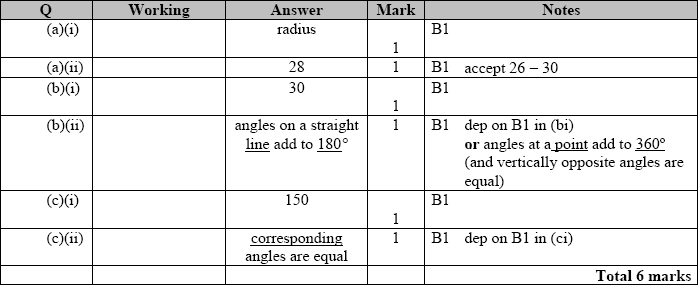 Q Working Answer Mark Notes
(a)(i) radius B1
1
(a)(ii) 28 1 B1 accept 26 – 30
(b)(i) 30 B1
1
(b)(ii) angles on a straight 1 B1 dep on B1 in (bi)
line add to 180° or angles at a point add to 360º
(and vertically opposite angles are
equal)
(c)(i) 150 B1
1
(c)(ii) corresponding 1 B1 dep on B1 in (ci)
angles are equal
Total 6 marks